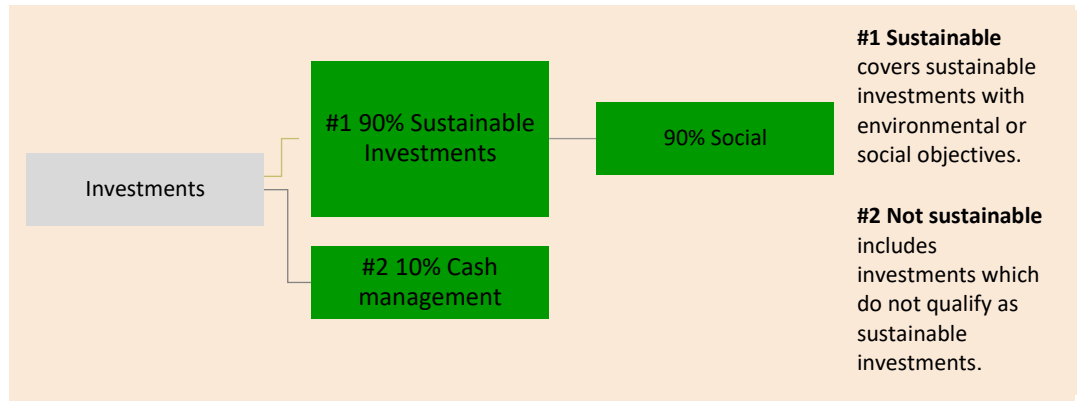 Investments
#1 90% Sustainable
Investments
90% Social
#2 10% Cash
management
#1 Sustainable
covers sustainable
investments with
environmental or
social objectives.
#2 Not sustainable
includes
investments which
do not qualify as
sustainable
investments.